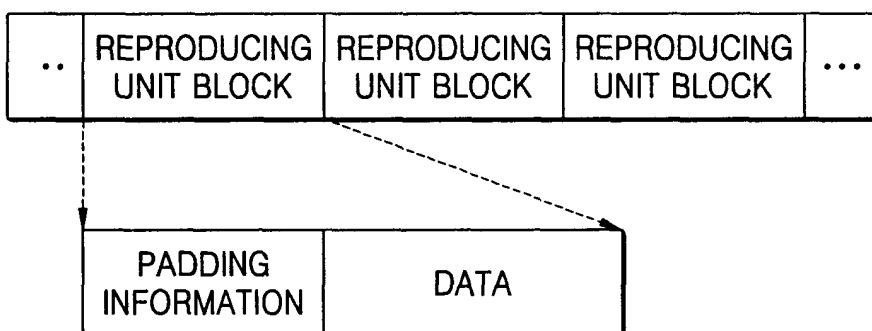 .. REPRODUCING REPRODUCING REPRODUCING ...
UNIT BLOCK UNIT BLOCK UNIT BLOCK
PADDING
INFORMATION
DATA